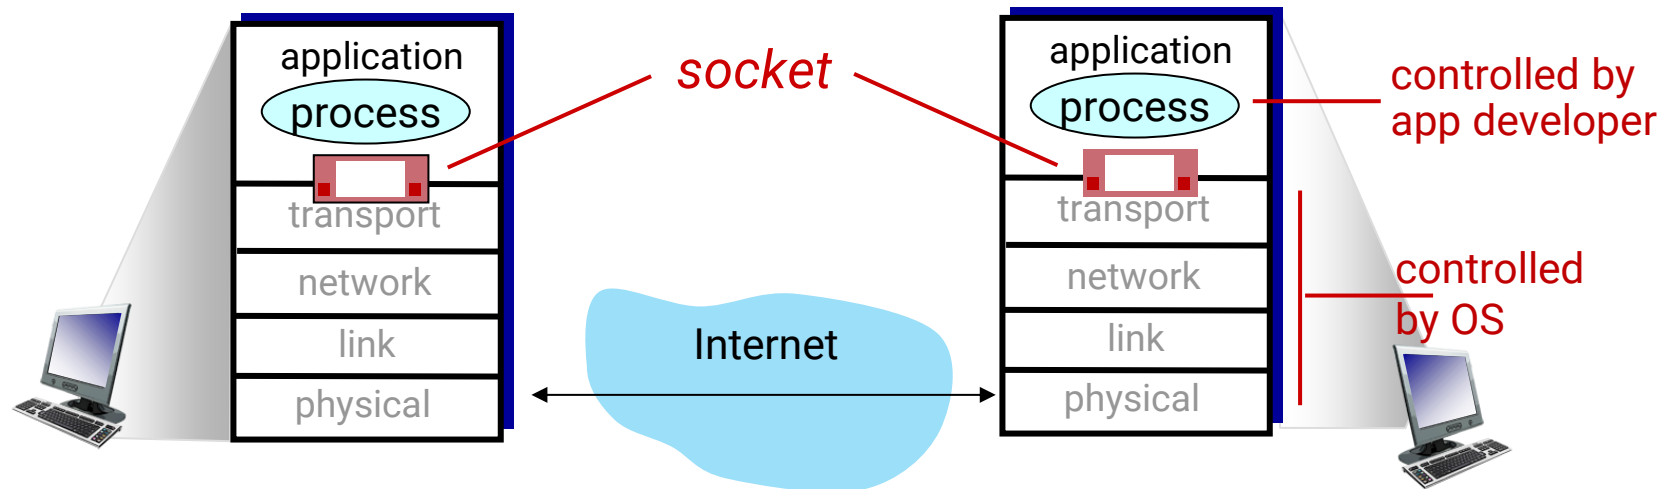 application
process
transport
network
link
physical
socket
Internet
application
process
transport
network
link
physical
controlled by
app developer
controlled
by OS